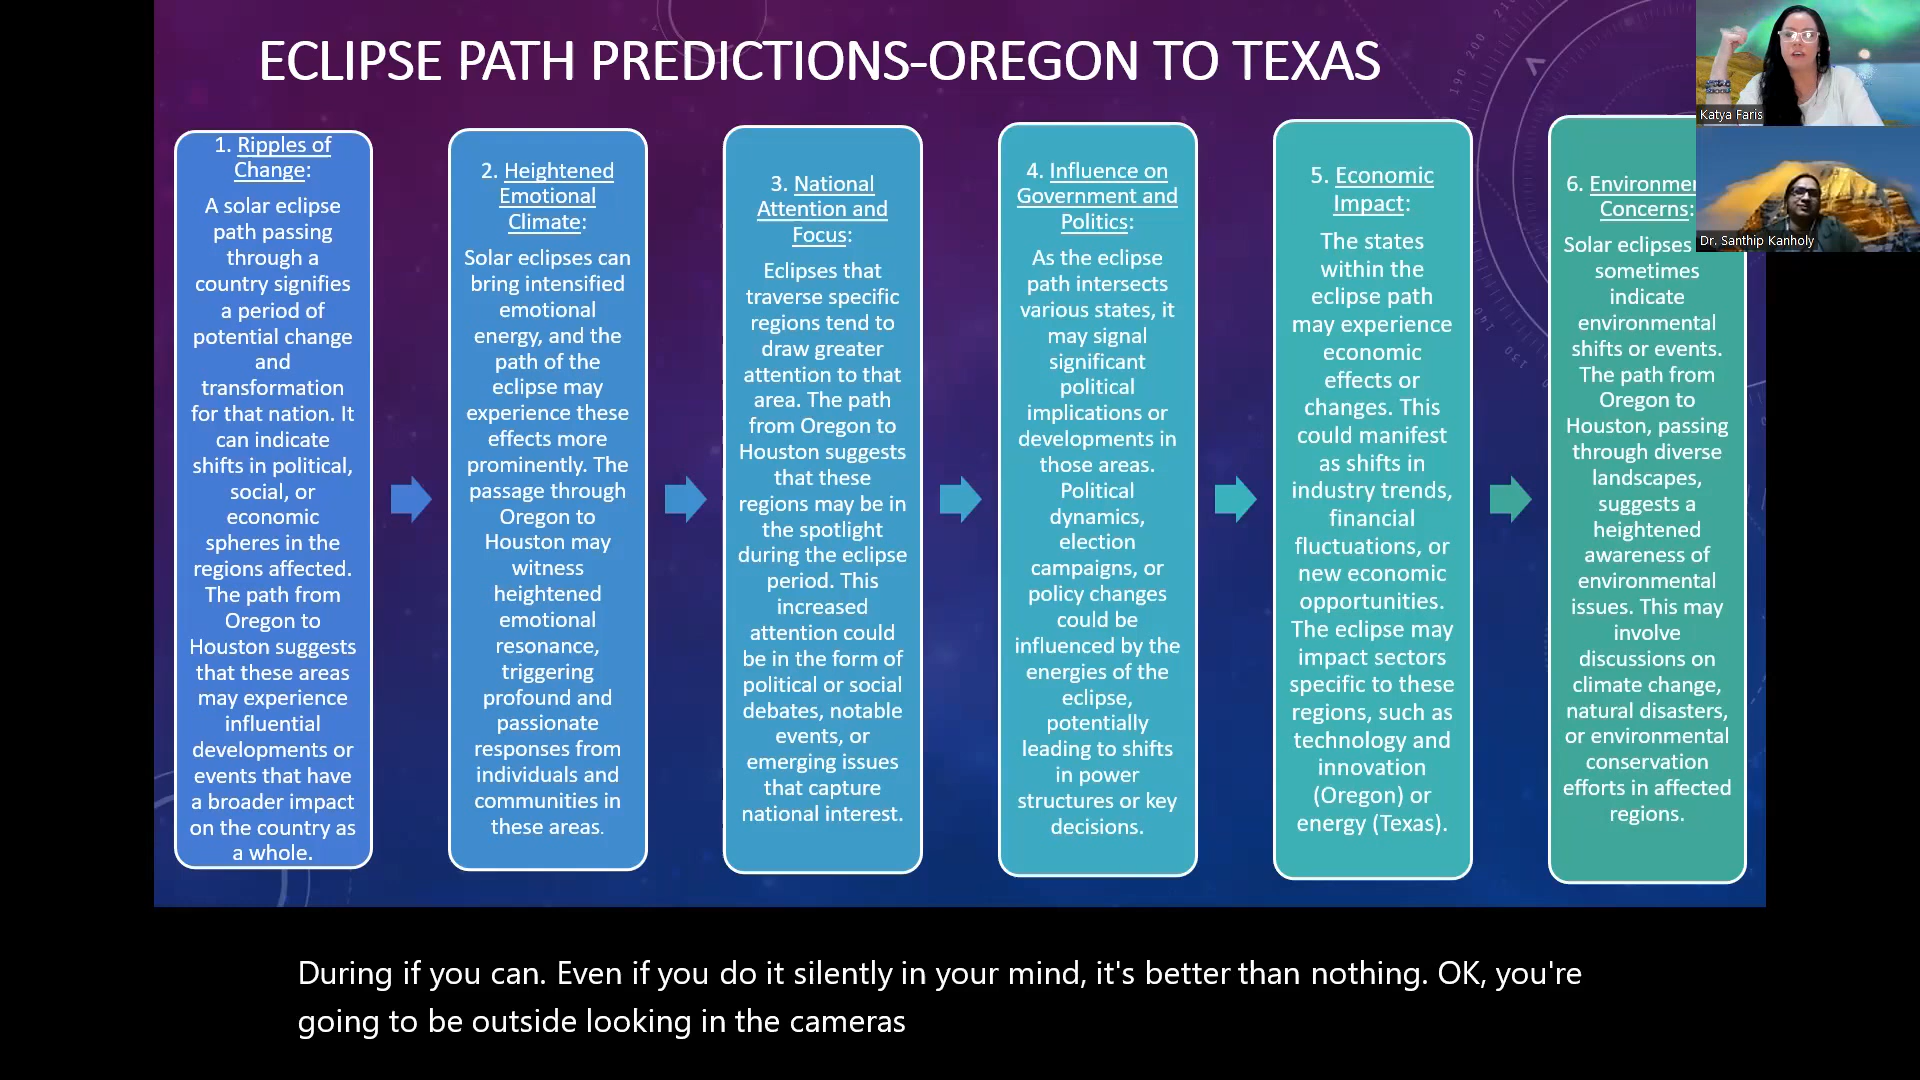 ECLIPSE PATH PREDICTIONS-OREGON TO TEXAS
1. Ripples of
Change:
A solar eclipse
path passing
through a
country signifies
a period of
potential change
and
transformation
for that nation. It
can indicate
shifts in political,
social, or
economic
spheres in the
regions affected.
The path from
Oregon to
Houston suggests
that these areas
may experience
influential
developments or
events that have
a broader impact
on the country as
a whole.
2. Heightened
Emotional
Climate:
Solar eclipses can
bring intensified
emotional
energy, and the
path of the
eclipse may
experience these
effects more
prominently. The
passage through
Oregon to
Houston may
witness
heightened
emotional
resonance,
triggering
profound and
passionate
responses from
individuals and
communities in
these areas.
3. National
Attention and
Focus:
Eclipses that
traverse specific
regions tend to
draw greater
attention to that
area. The path
from Oregon to
Houston suggests
that these
regions may be in
the spotlight
during the eclipse
period. This
increased
attention could
be in the form of
political or social
debates, notable
events, or
emerging issues
that capture
national interest.
4. Influence on
Government and
Politics:
As the eclipse
path intersects
various states, it
may signal
significant
political
implications or
developments in
those areas.
Political
dynamics,
election
campaigns, or
policy changes
could be
influenced by the
energies of the
eclipse,
potentially
leading to shifts
in power
structures or key
decisions.
5. Economic
Impact:
The states
within the
eclipse path
may experience
economic
effects or
changes. This
could manifest
as shifts in
industry trends,
financial
fluctuations, or
new economic
opportunities.
The eclipse may
impact sectors
specific to these
regions, such as
technology and
innovation
(Oregon) or
energy (Texas).
6. Environmen
Concerns:
Solar eclipses
sometimes
indicate
environmental
shifts or events.
The path from
Oregon to
Houston, passing
through diverse
landscapes,
suggests a
heightened
awareness of
environmental
issues. This may
involve
discussions on
climate change,
natural disasters,
or environmental
conservation
efforts in affected
regions.
Katya Faris
Dr. Santhip Kanholy
190 200
210
140
130
During if you can. Even if you do it silently in your mind, it's better than nothing. OK, you're
going to be outside looking in the cameras